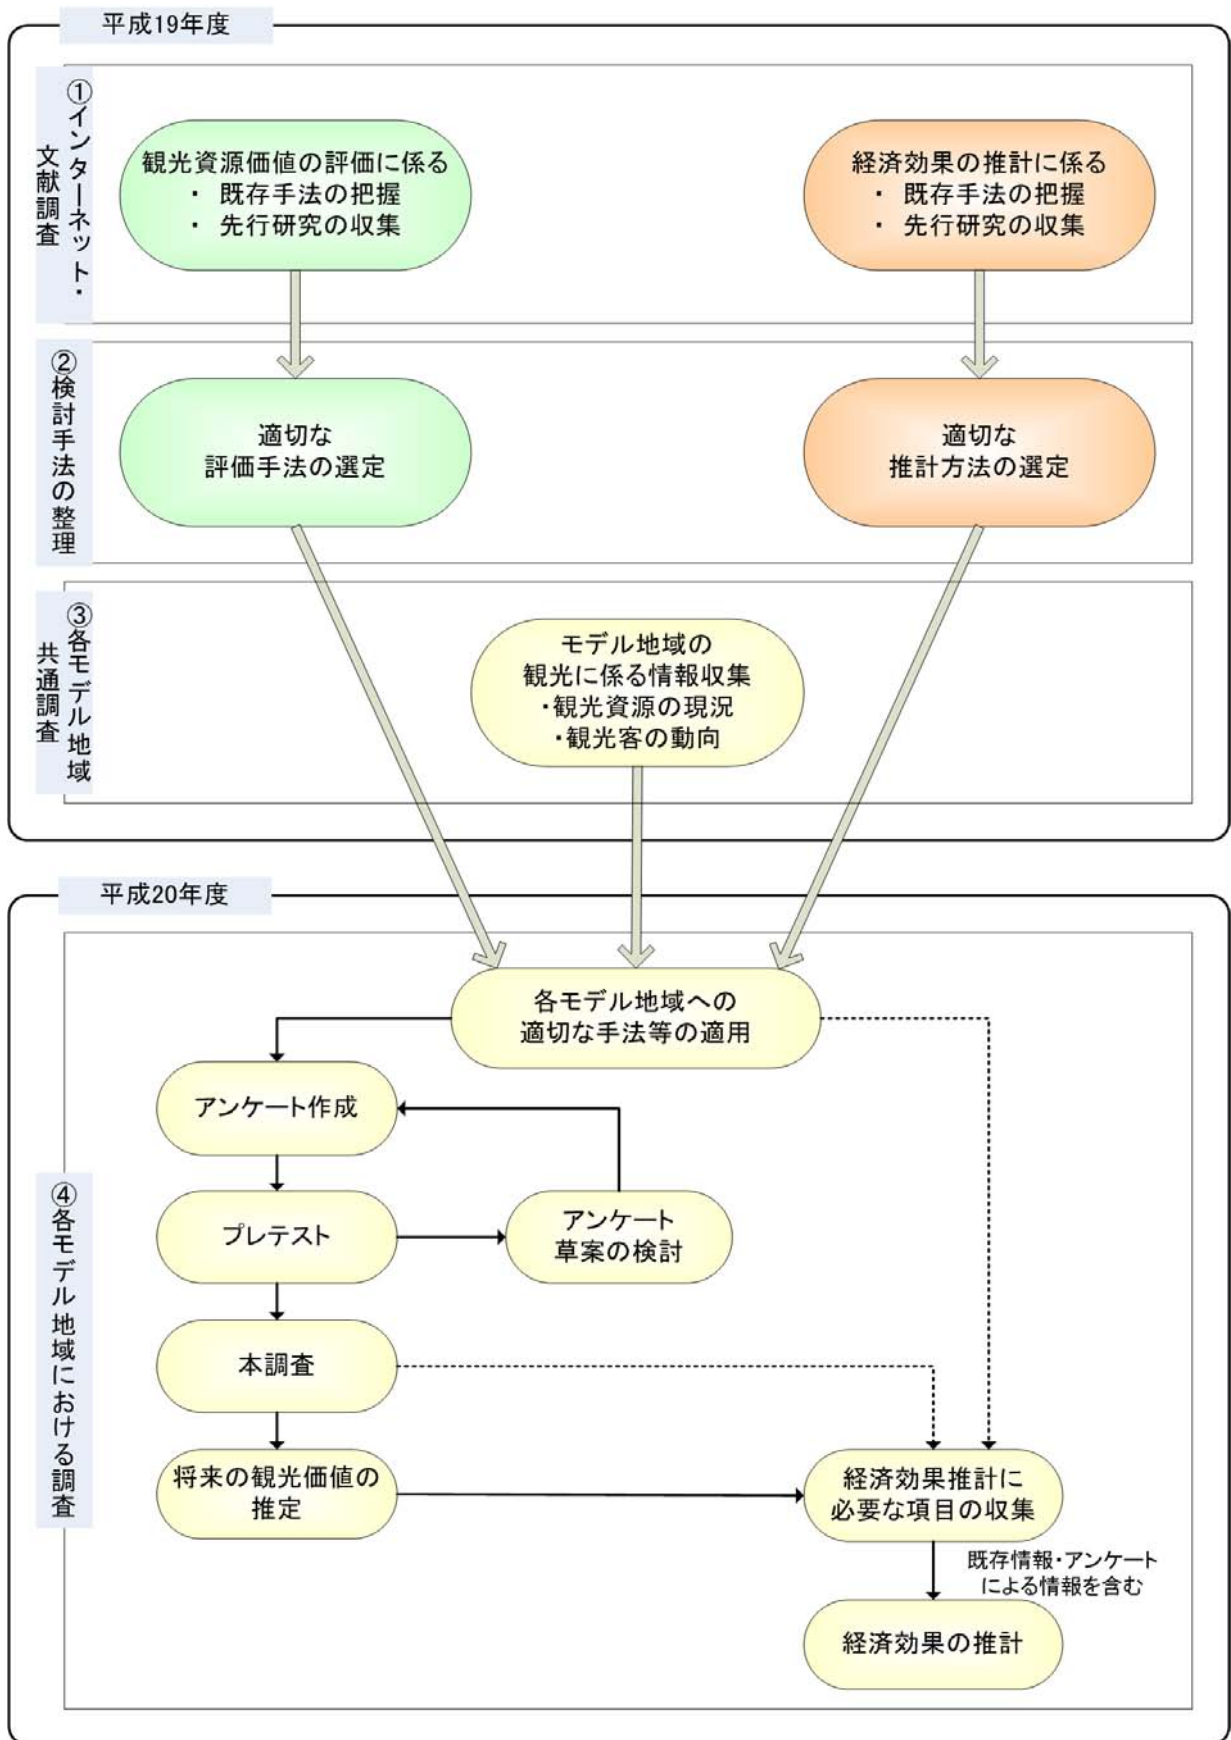 平成19年度
①インターネット・
文献調査
観光資源価値の評価に係る
・ 既存手法の把握
・ 先行研究の収集
経済効果の推計に係る
・ 既存手法の把握
・ 先行研究の収集
②検討手法の整理
適切な
評価手法の選定
適切な
推計方法の選定
③各モデル地域
共通調査
モデル地域の
観光に係る情報収集
・観光資源の現況
・観光客の動向
平成20年度
④各モデル地域における調査
各モデル地域への
適切な手法等の適用
アンケート作成
プレテスト
アンケート
草案の検討
本調査
将来の観光価値の
推定
経済効果推計に
必要な項目の収集
既存情報・アンケート
による情報を含む
経済効果の推計